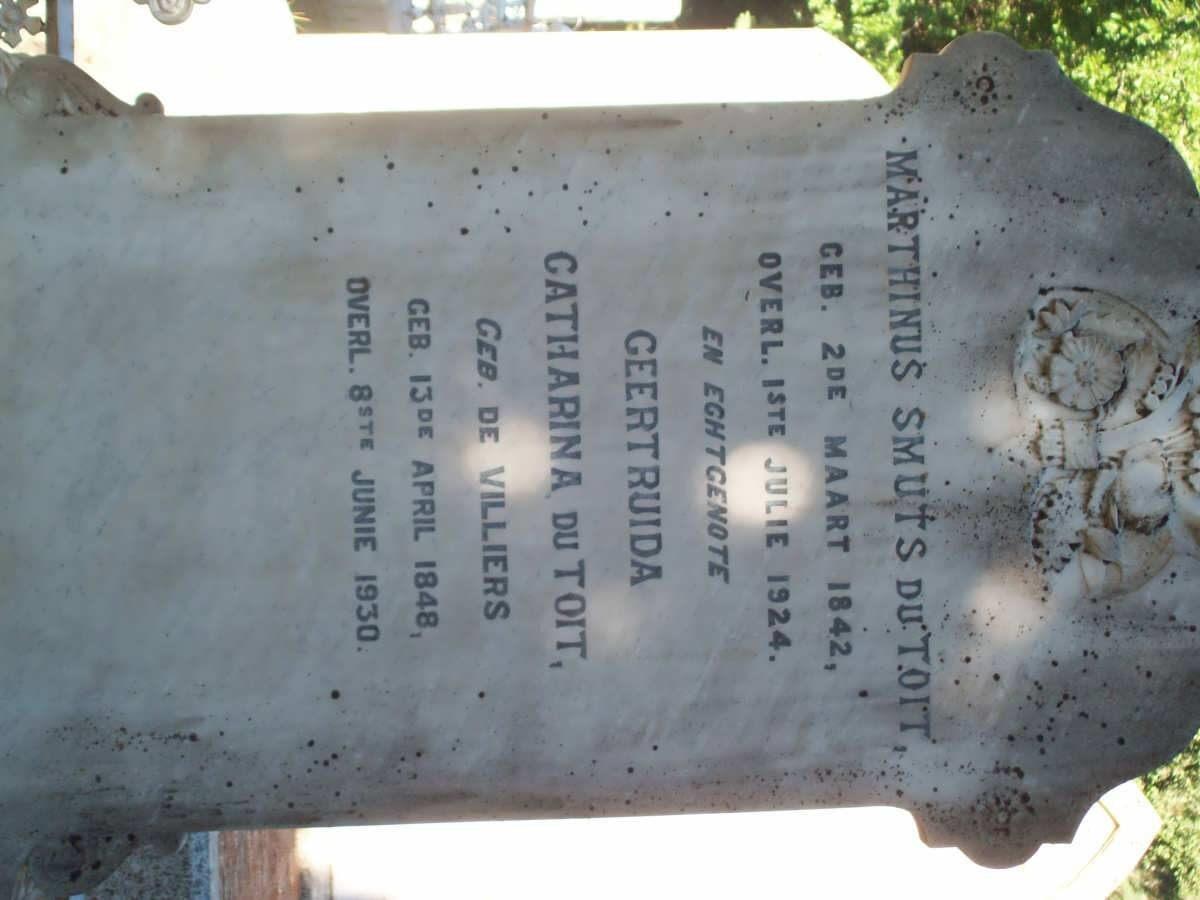 MARTHINUS SMUTS DU TOIT,
GEB. 2DE MAART 1842,
OVERL. 1STE JULIE 1924.
EN EGHTGENOTE
GEERTRUIDA
CATHARINA DU TOIT,
GEB. DE VILLIERS
GEB. 13DE APRIL 1848,
OVERL. 8STE JUNIE 1930.